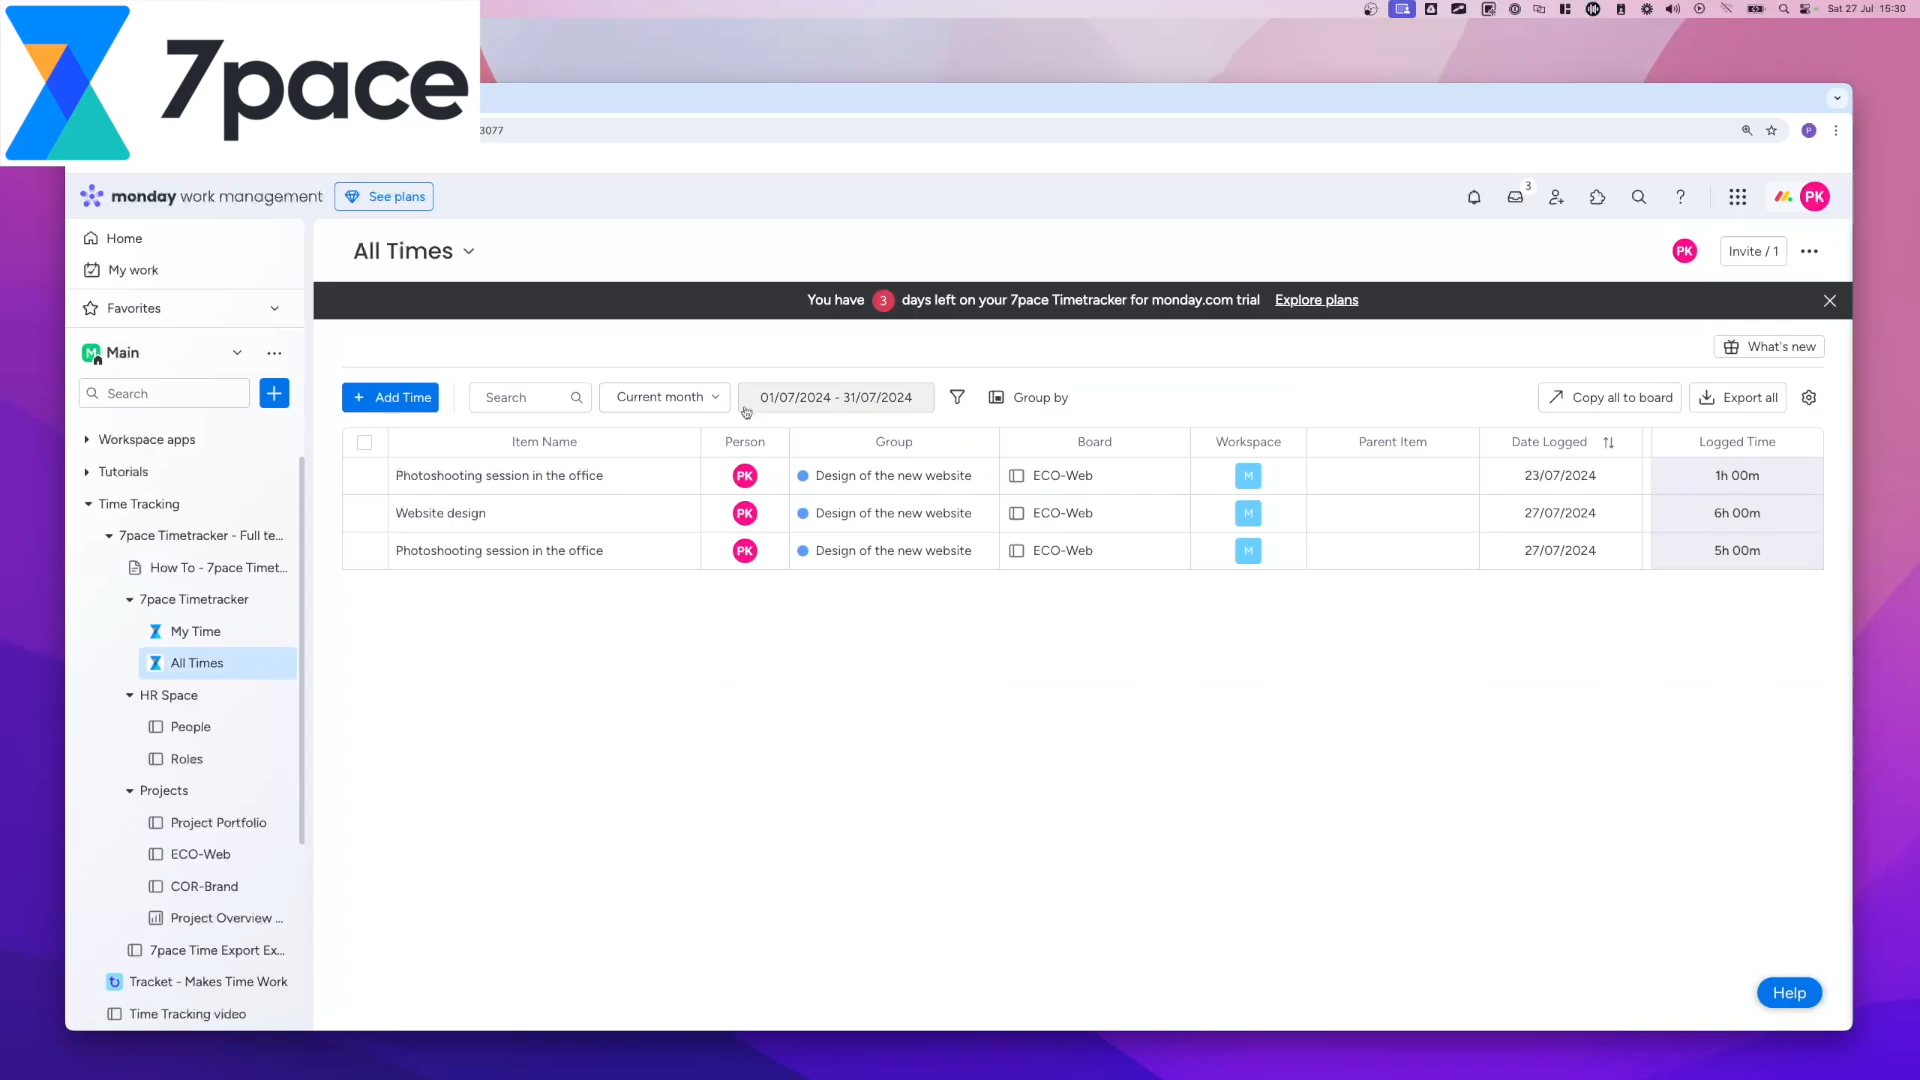 7pace
Sat 27 Jul 15:30
3077
P
monday work management
See plans
3
PK
Home
My work
Favorites
M
Main
Search
Workspace apps
Tutorials
Time Tracking
7pace Timetracker - Full te...
How To - 7pace Timet...
7pace Timetracker
My Time
All Times
HR Space
People
Roles
Projects
Project Portfolio
ECO-Web
COR-Brand
Project Overview ...
7pace Time Export Ex...
Tracket - Makes Time Work
Time Tracking video
All Times
PK
Invite / 1
You have 3 days left on your 7pace Timetracker for monday.com trial Explore plans
What's new
+ Add Time
Search
Current month
01/07/2024 - 31/07/2024
Group by
Copy all to board
Export all
Item Name Person Group Board Workspace Parent Item Date Logged Logged Time
Photoshooting session in the office PK Design of the new website ECO-Web M 23/07/2024 1h 00m
Website design PK Design of the new website ECO-Web M 27/07/2024 6h 00m
Photoshooting session in the office PK Design of the new website ECO-Web M 27/07/2024 5h 00m
Help